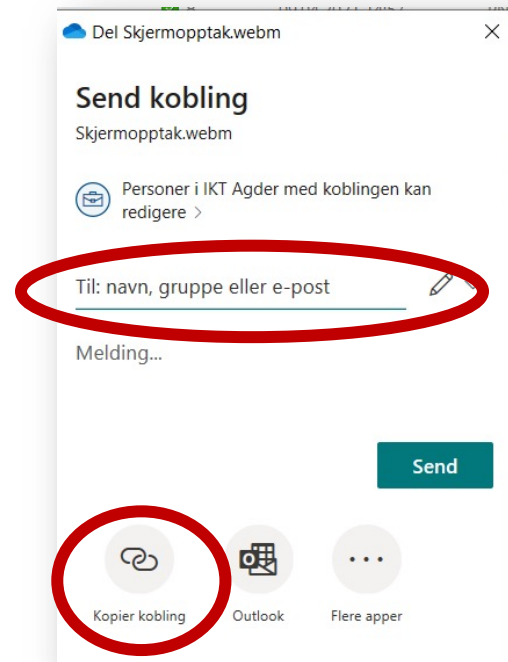 Del Skjermopptak.webm
Send kobling
Skjermopptak.webm
Personer i IKT Agder med koblingen kan
redigere >
Til: navn, gruppe eller e-post
Melding...
Send
Kopier kobling
Outlook
Flere apper